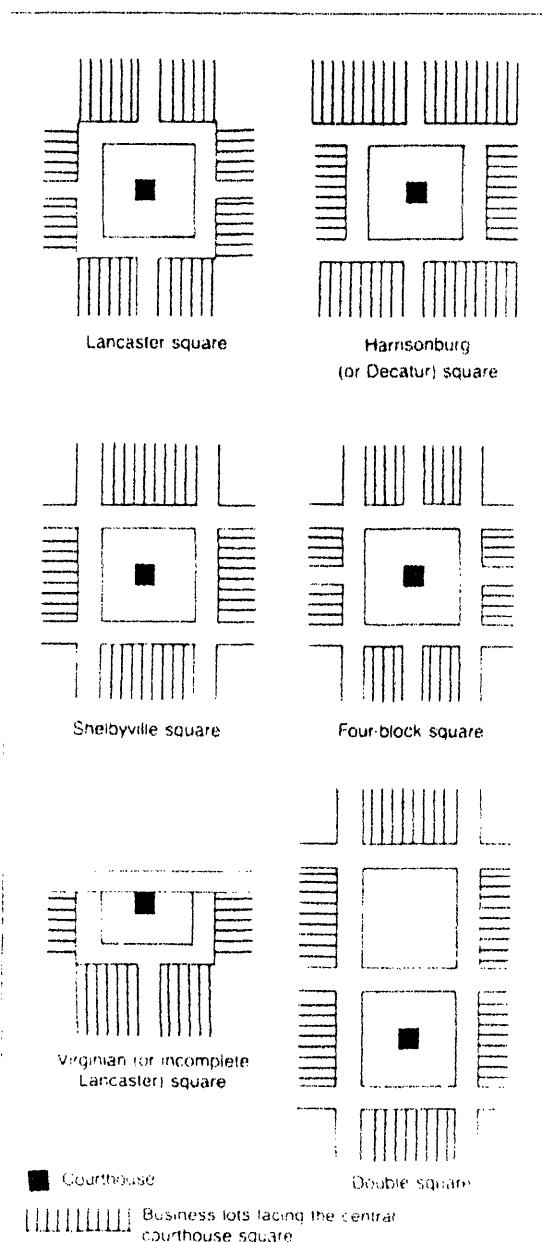 Lancaster square
Harrisonburg
(or Decatur) square
Shelbyville square
Four-block square
Virginian (or incomplete
Lancaster) square
Double square
Courthouse
Business lots facing the central
courthouse square